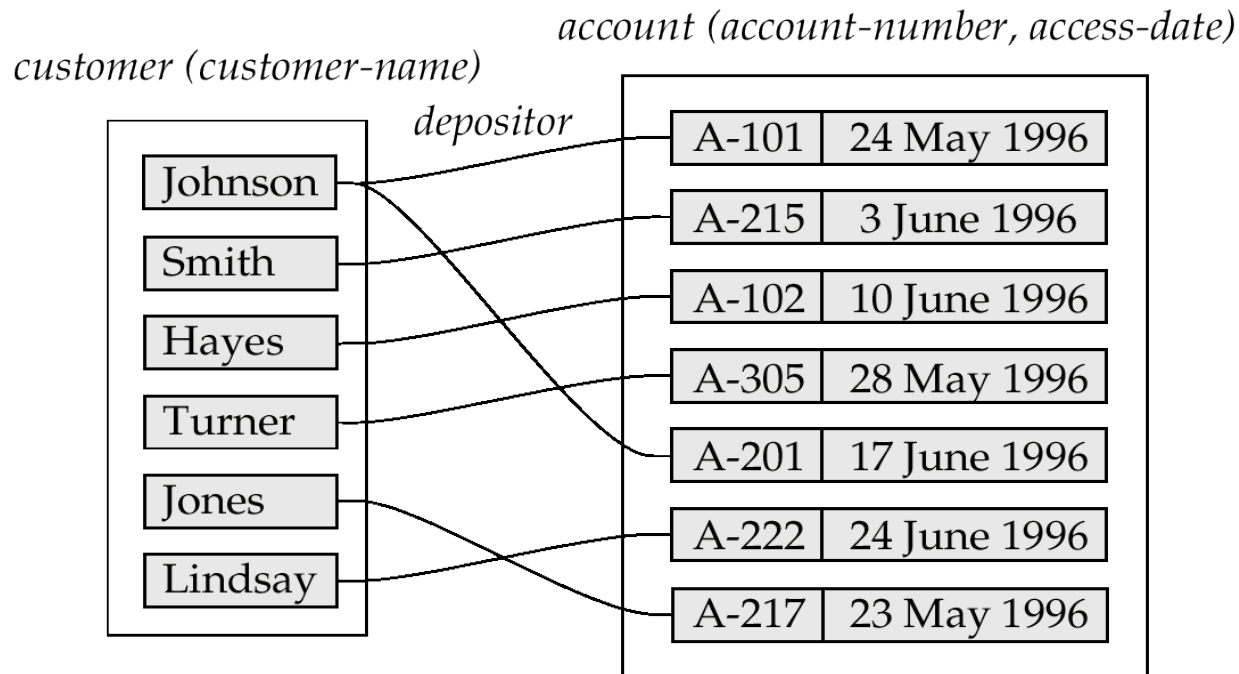 account (account-number, access-date)
customer (customer-name)
depositor
Johnson
Smith
Hayes
Turner
Jones
Lindsay
A-101 24 May 1996
A-215 3 June 1996
A-102 10 June 1996
A-305 28 May 1996
A-201 17 June 1996
A-222 24 June 1996
A-217 23 May 1996